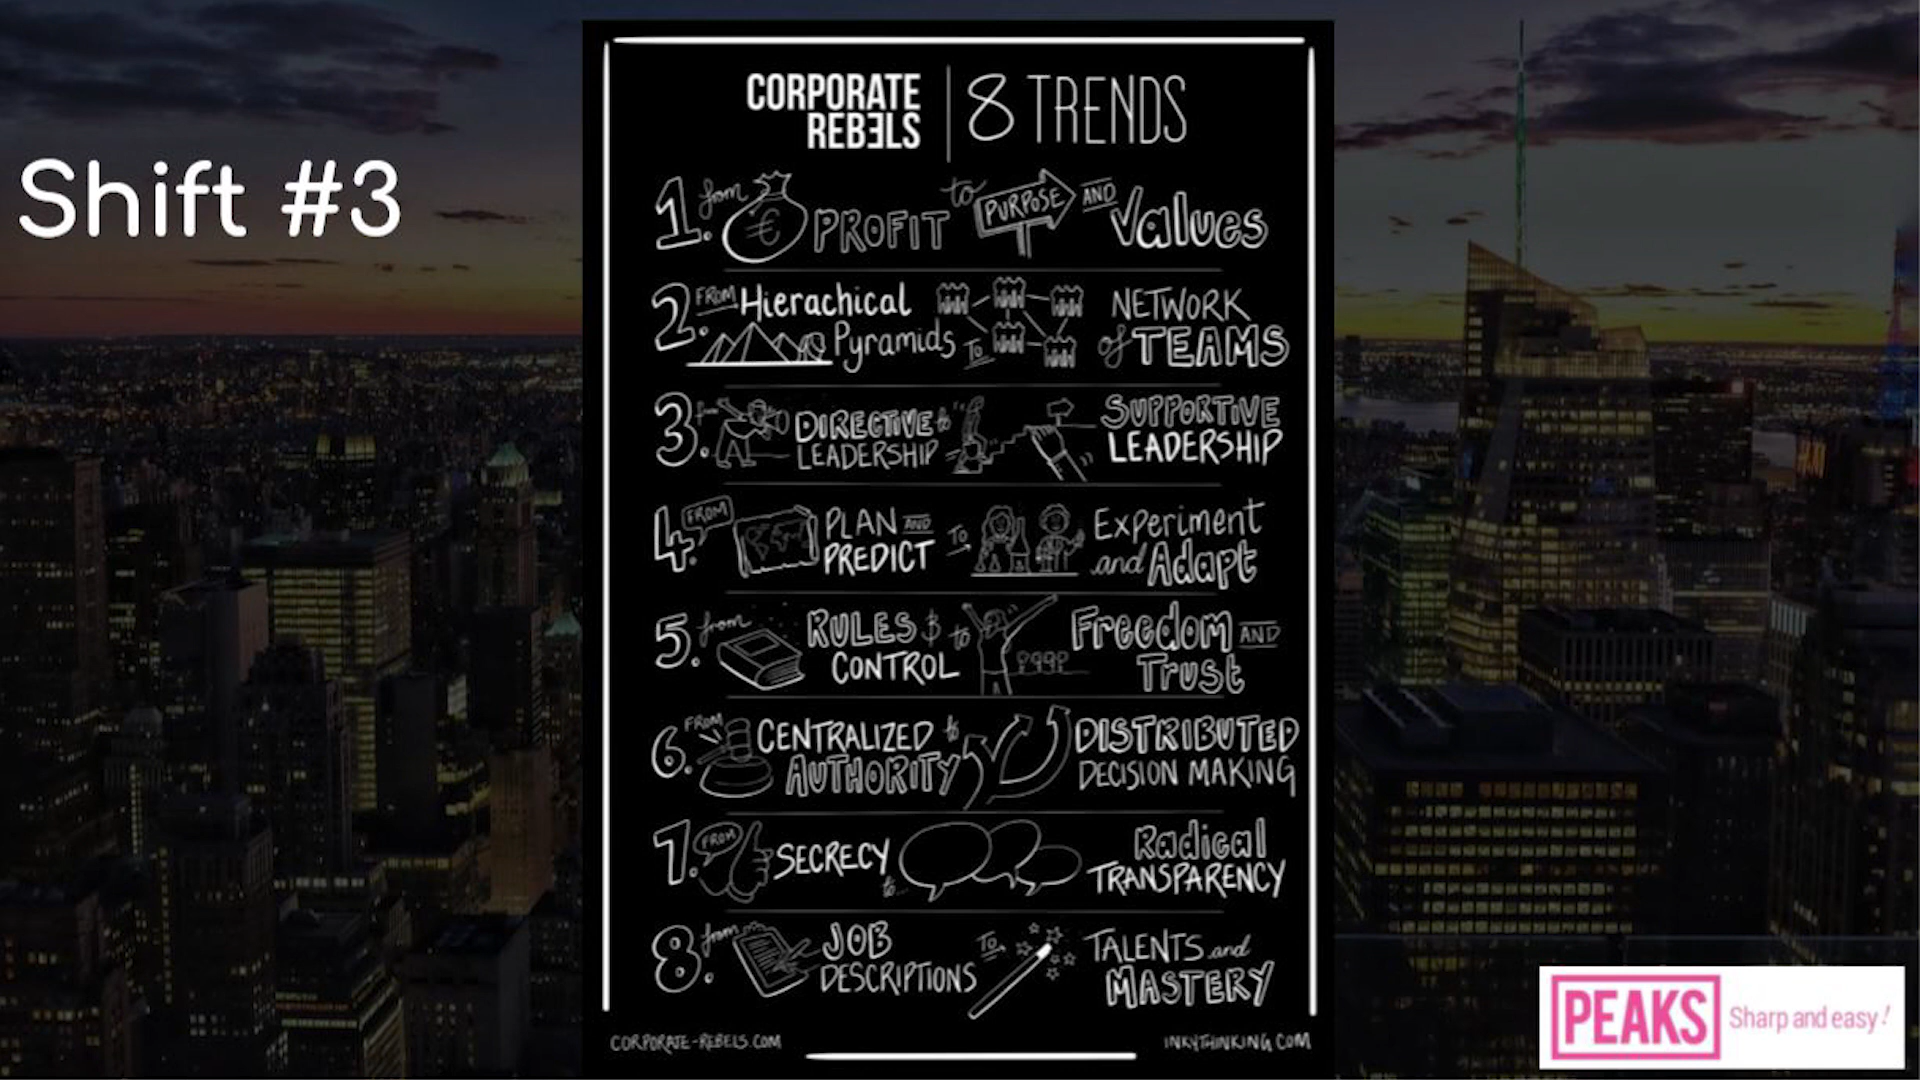 Shift #3
CORPORATE
REBELS
8 TRENDS
1. from € PROFIT to PURPOSE AND Values
2. FROM Hierachical
Pyramids To NETWORK
of TEAMS
3. from DIRECTIVE to SUPPORTIVE
LEADERSHIP LEADERSHIP
4. FROM PLAN AND
PREDICT To Experiment
and Adapt
5. from RULES &
CONTROL to Freedom AND
Trust
6. FROM CENTRALIZED to
AUTHORITY DISTRIBUTED
DECISION MAKING
7. FROM SECRECY to... Radical
TRANSPARENCY
8. from JOB
DESCRIPTIONS To TALENTS and
MASTERY
CORPORATE-REBELS.COM
INKYTHINKING.COM
PEAKS Sharp and easy!